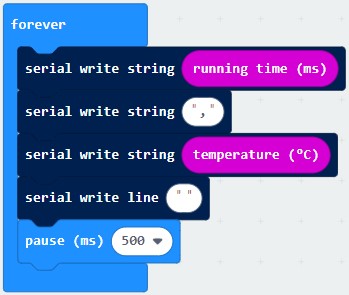 forever
serial write string running time (ms)
serial write string ","
serial write string temperature (°C)
serial write line " "
pause (ms) 500